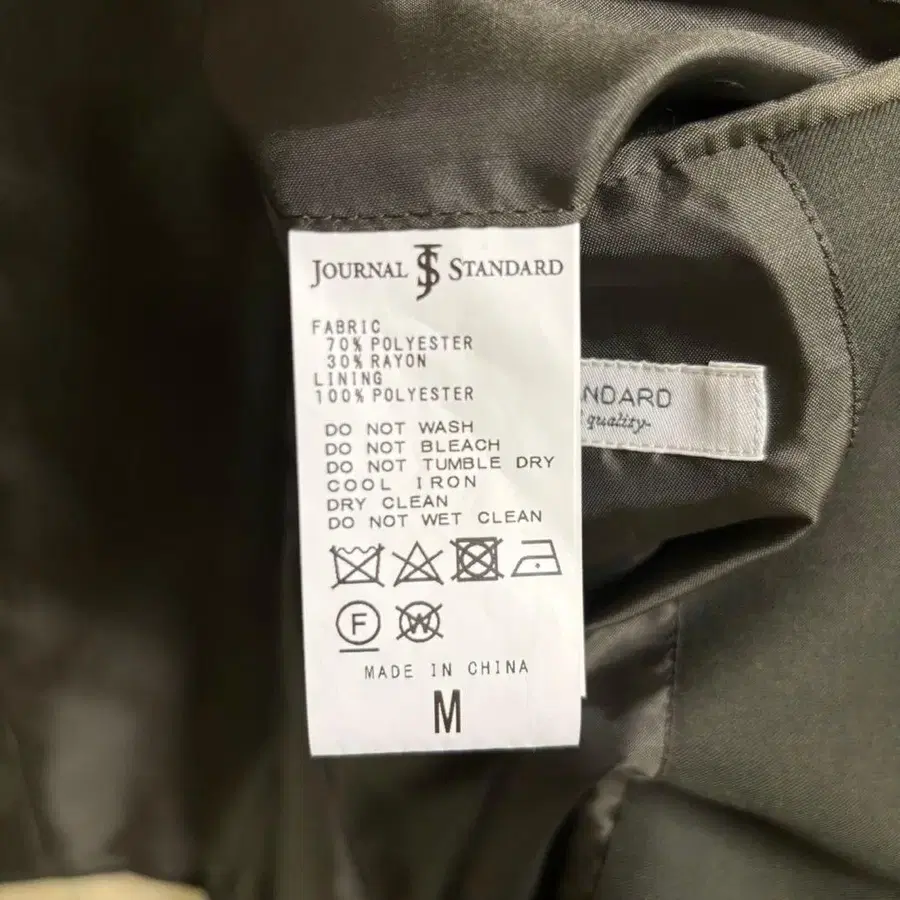 JOURNAL JS STANDARD
FABRIC
70% POLYESTER
30% RAYON
LINING
100% POLYESTER
DO NOT WASH
DO NOT BLEACH
DO NOT TUMBLE DRY
COOL IRON
DRY CLEAN
DO NOT WET CLEAN
F W
MADE IN CHINA
M
NDARD
quality-